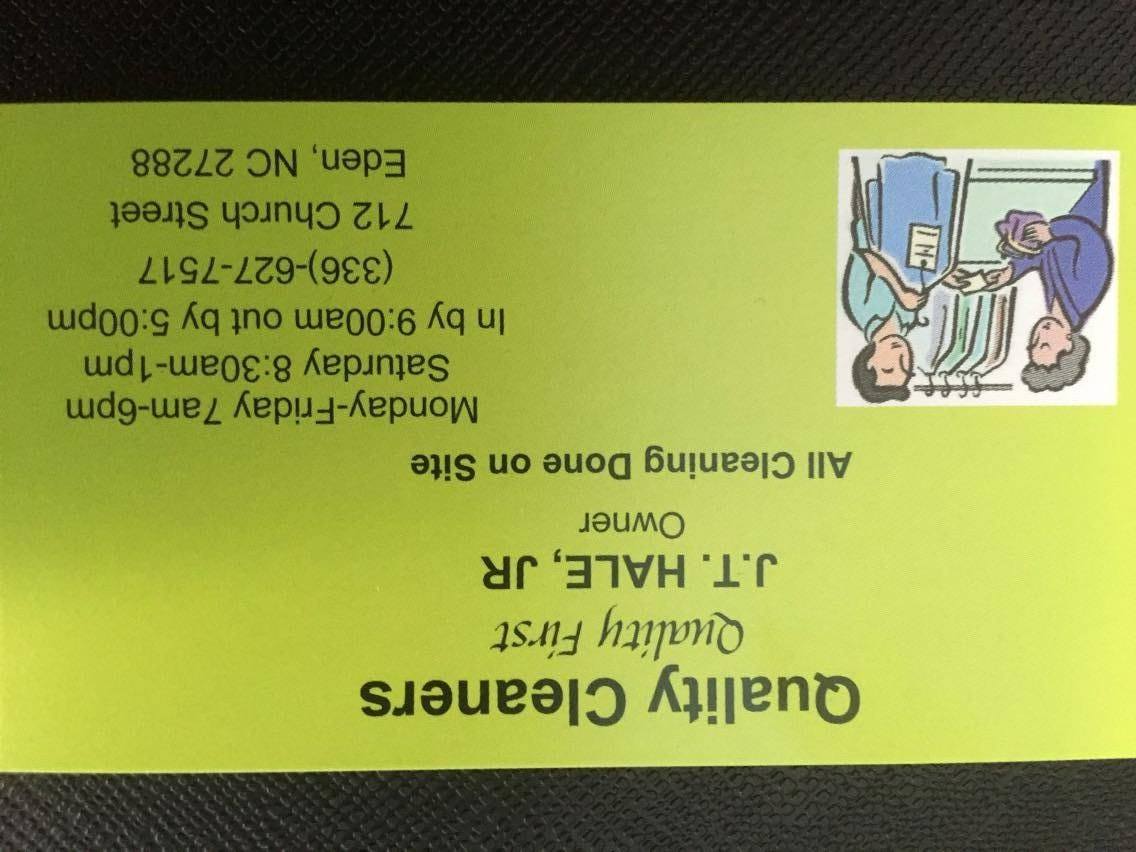 Quality Cleaners
Quality First
J.T. HALE, JR
Owner
All Cleaning Done on Site
Monday-Friday 7am-6pm
Saturday 8:30am-1pm
In by 9:00am out by 5:00pm
(336)-627-7517
712 Church Street
Eden, NC 27288